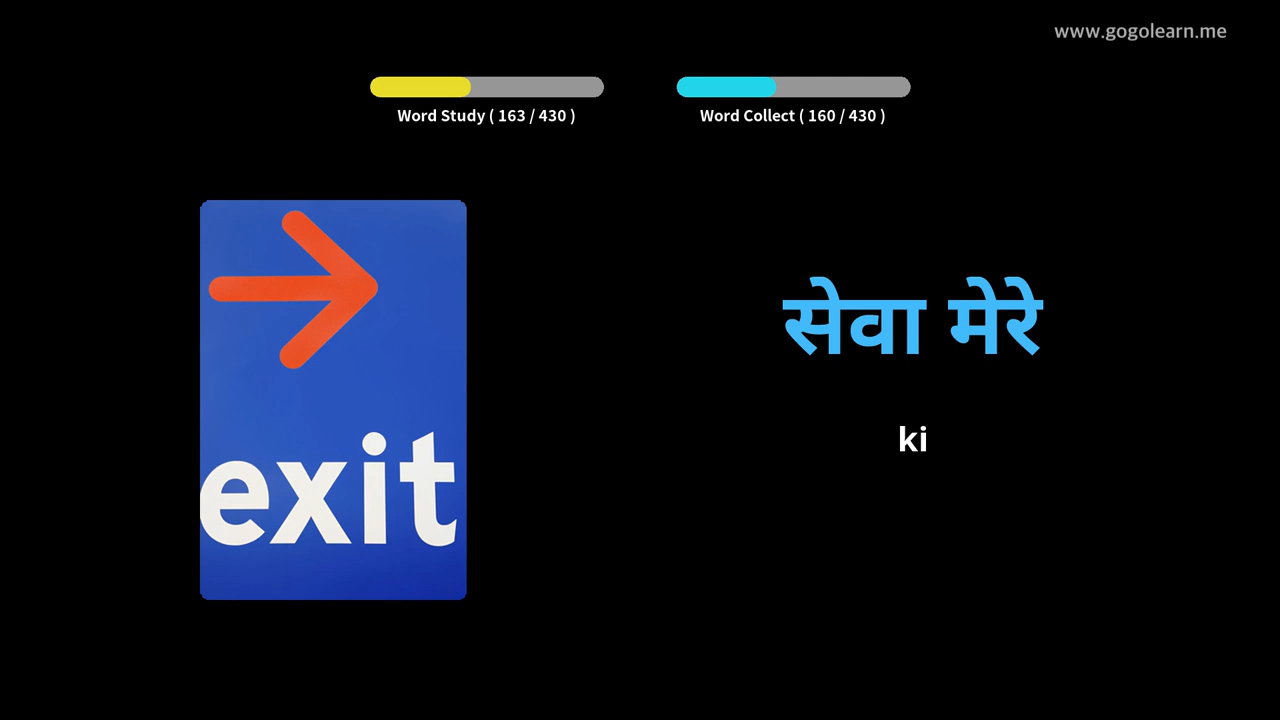 www.gogolearn.me
Word Study ( 163 / 430 )
Word Collect ( 160 / 430 )
exit
सेवा मेरे
ki